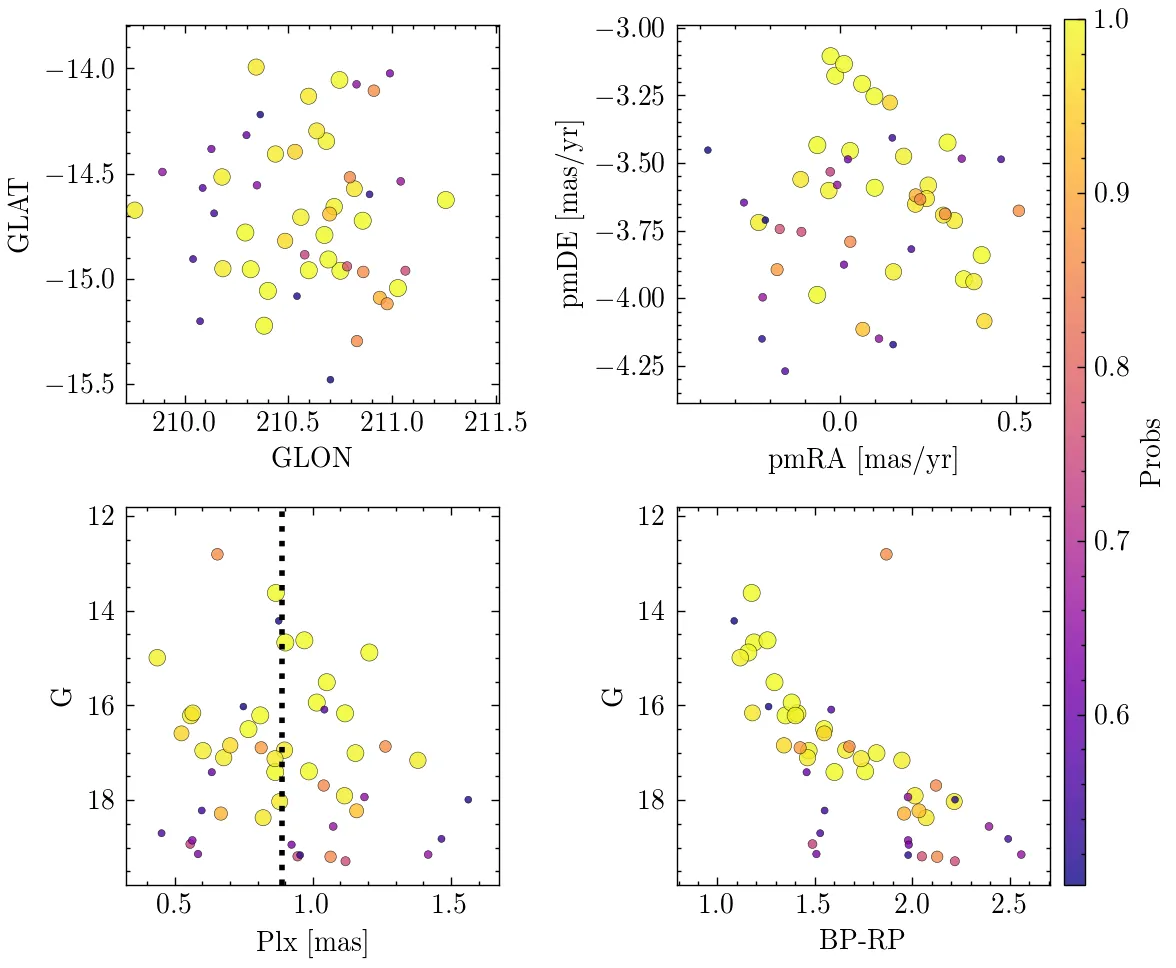 −14.0
−14.5
−15.0
−15.5
GLAT
210.0 210.5 211.0 211.5
GLON
−3.00
−3.25
−3.50
−3.75
−4.00
−4.25
pmDE [mas/yr]
0.0 0.5
pmRA [mas/yr]
12
14
16
18
G
0.5 1.0 1.5
Plx [mas]
12
14
16
18
G
1.0 1.5 2.0 2.5
BP-RP
1.0
0.9
0.8
0.7
0.6
Probs